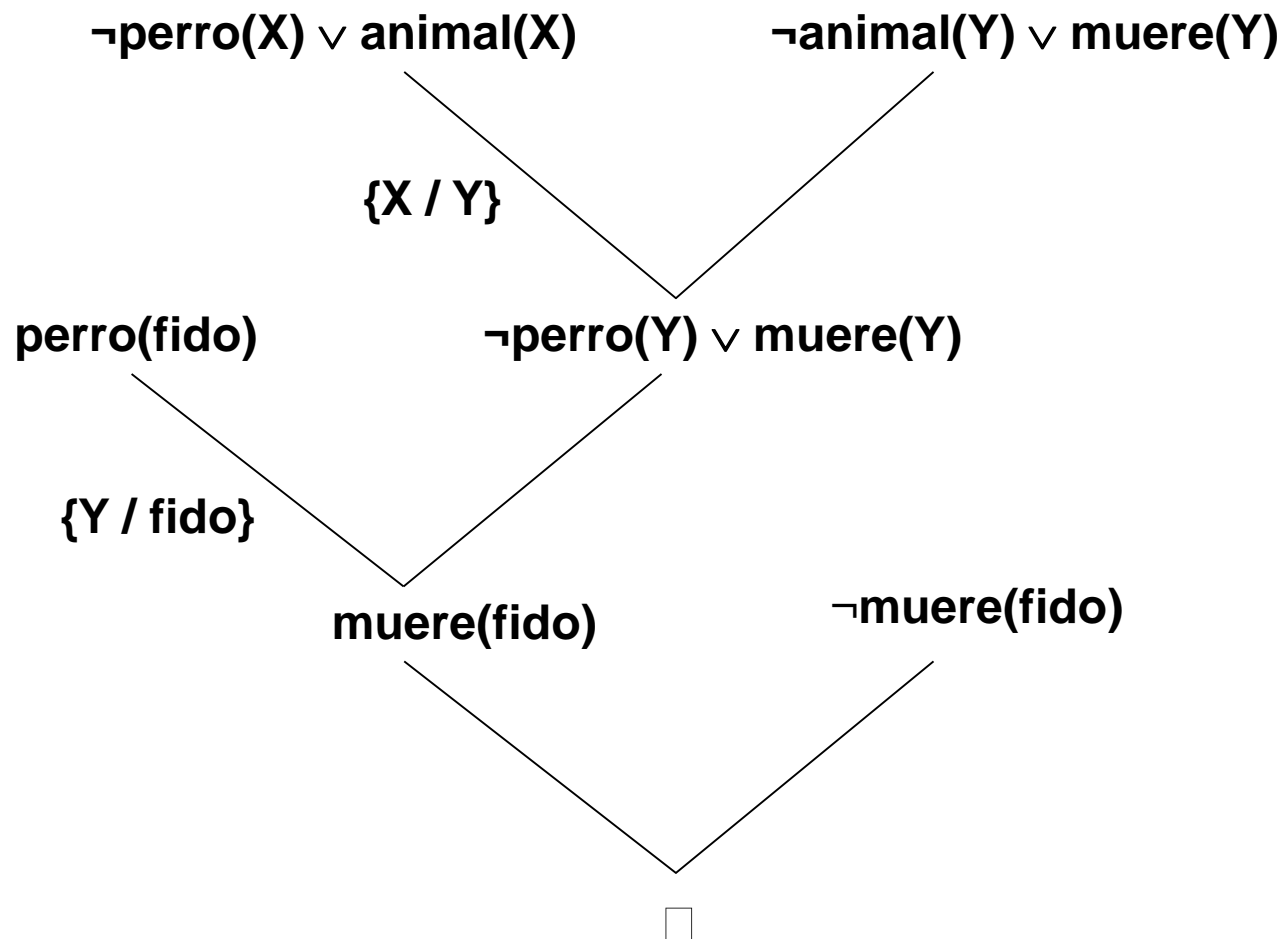 ¬perro(X) ∨ animal(X)
¬animal(Y) ∨ muere(Y)
{X / Y}
perro(fido)
¬perro(Y) ∨ muere(Y)
{Y / fido}
muere(fido)
¬muere(fido)
□